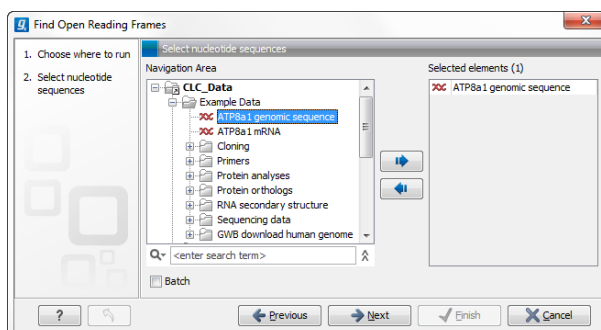 Find Open Reading Frames
1. Choose where to run
2. Select nucleotide
sequences
Select nucleotide sequences
Navigation Area
CLC_Data
Example Data
ATP8a1 genomic sequence
ATP8a1 mRNA
Cloning
Primers
Protein analyses
Protein orthologs
RNA secondary structure
Sequencing data
GWB download human genome
<enter search term>
Batch
Selected elements (1)
ATP8a1 genomic sequence
?
Previous
Next
Finish
Cancel